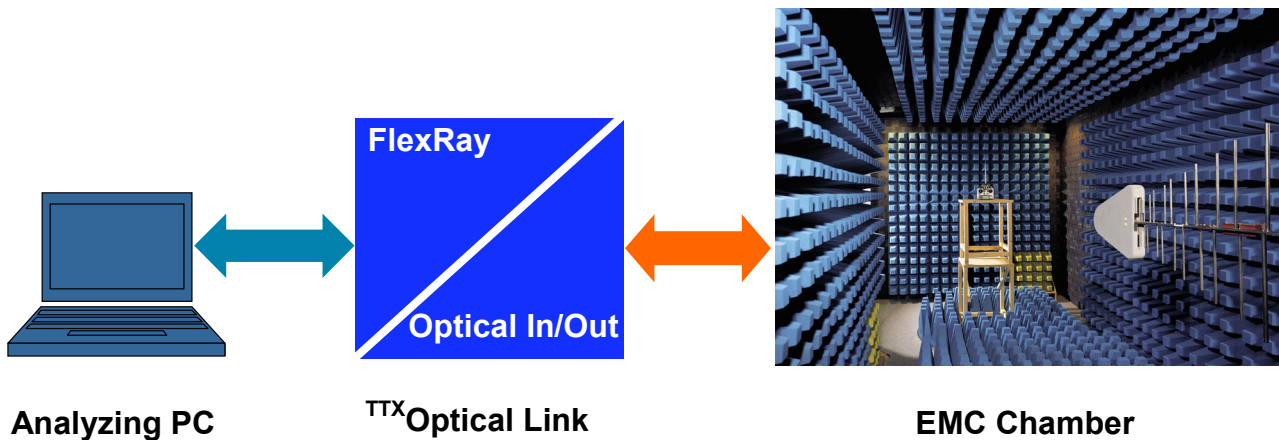 FlexRay
Optical In/Out
Analyzing PC
TTXOptical Link
EMC Chamber